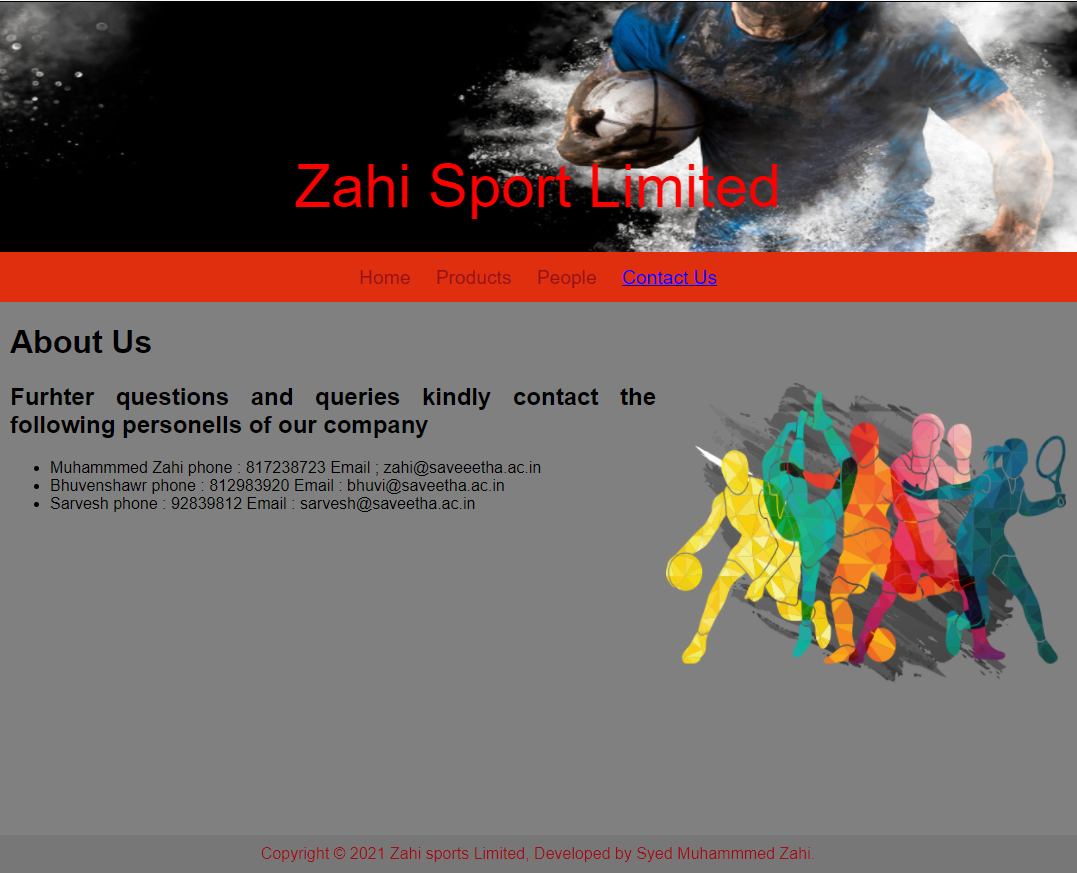 Zahi Sport Limited
Home Products People Contact Us
About Us
Furhter questions and queries kindly contact the
following personells of our company
Muhammmed Zahi phone : 817238723 Email ; zahi@saveeetha.ac.in
Bhuvenshawr phone : 812983920 Email : bhuvi@saveetha.ac.in
Sarvesh phone : 92839812 Email : sarvesh@saveetha.ac.in
Copyright © 2021 Zahi sports Limited, Developed by Syed Muhammmed Zahi.